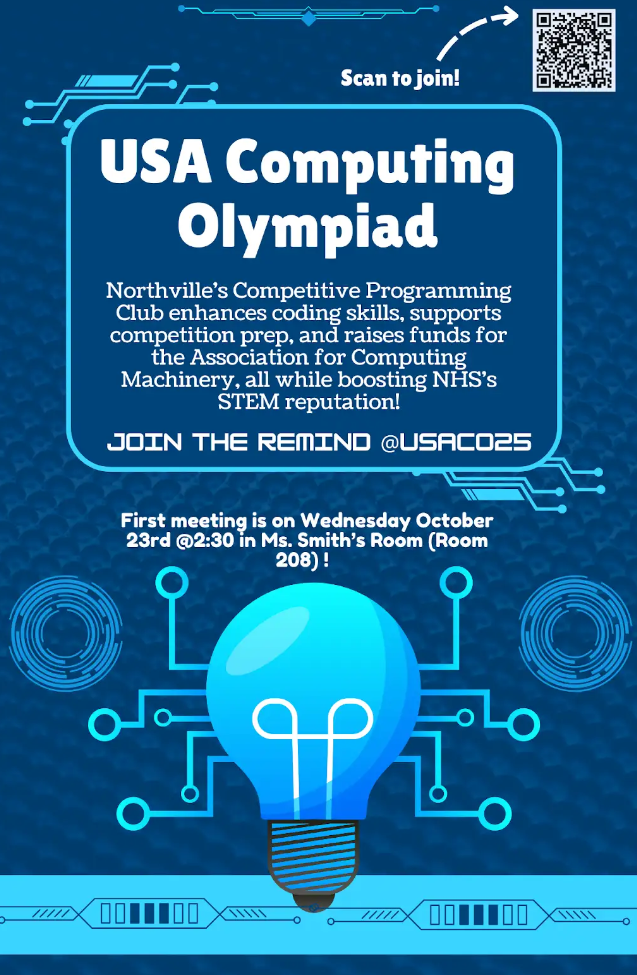 Scan to join!
USA Computing
Olympiad
Northville's Competitive Programming
Club enhances coding skills, supports
competition prep, and raises funds for
the Association for Computing
Machinery, all while boosting NHS's
STEM reputation!
JOIN THE REMIND @USACO25
First meeting is on Wednesday October
23rd @2:30 in Ms. Smith's Room (Room
208) !